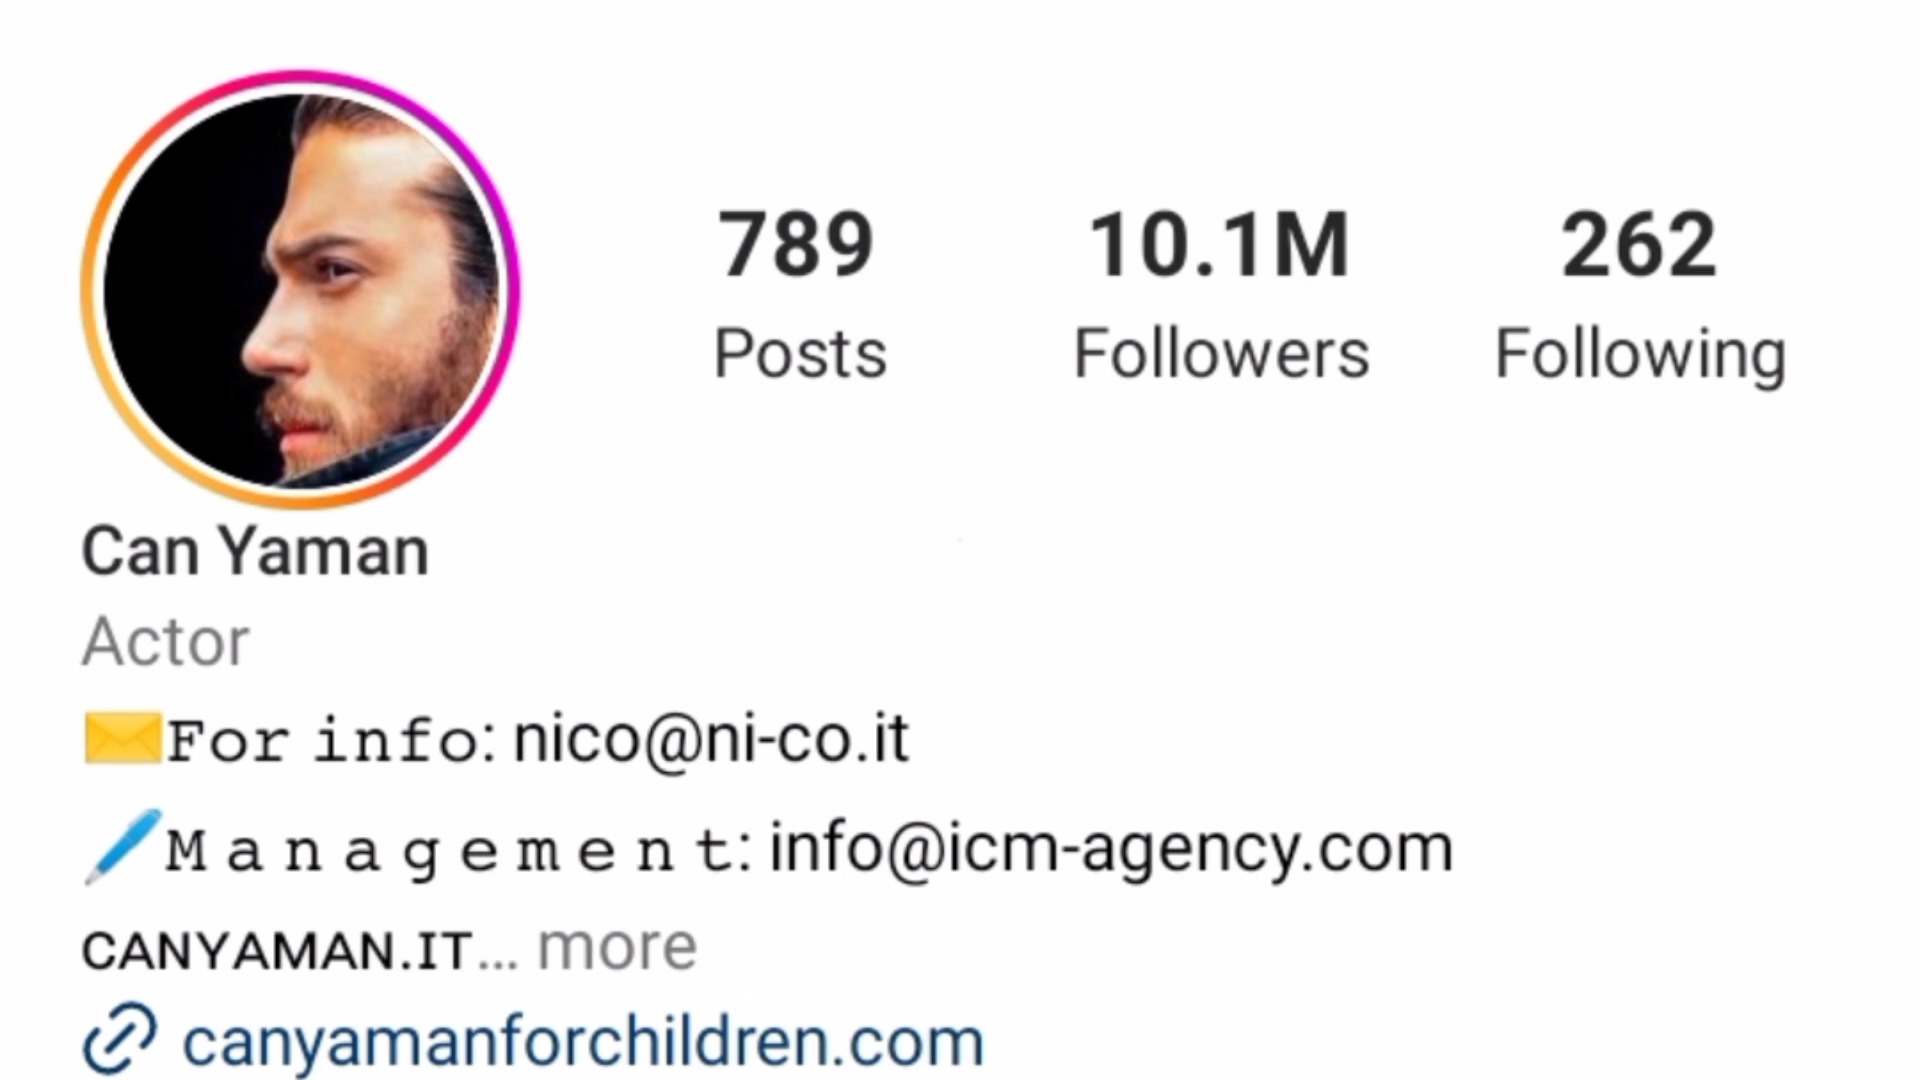 789 10.1M 262
Posts Followers Following
Can Yaman
Actor
✉️For info: nico@ni-co.it
🖊️Management: info@icm-agency.com
CANYAMAN.IT... more
canyamanforchildren.com